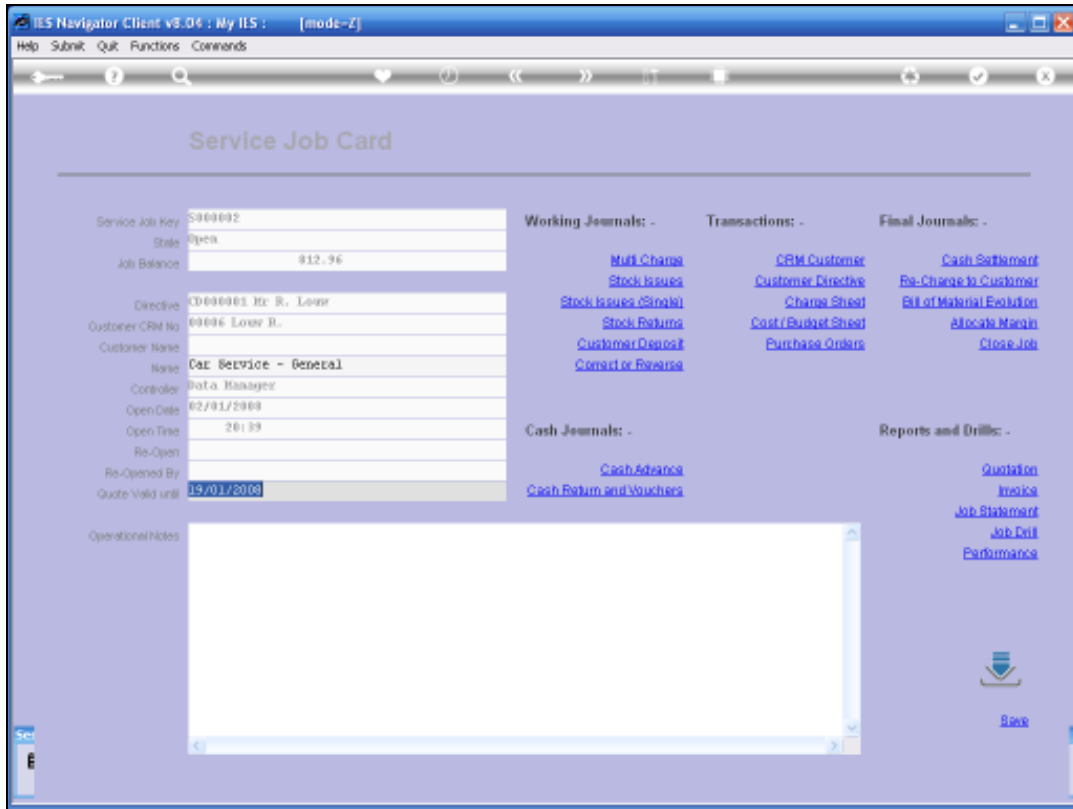 IES Navigator Client v8.04 : My IES : [mode=Z]
Help Submit Quit Functions Commands
Service Job Card
Service Job Key S000002
State Open
Job Balance 812.96
Directive CD000001 Mr R. Louw
Customer CRM No 00006 Louw R.
Customer Name
Name Car Service - General
Controller Data Manager
Open Date 02/01/2008
Open Time 20:39
Re-Open
Re-Opened By
Quote Valid until 19/01/2008
Operational Notes
Working Journals: -
Multi Charge
Stock Issues
Stock Issues (Single)
Stock Returns
Customer Deposit
Correct or Reverse
Transactions: -
CRM Customer
Customer Directive
Charge Sheet
Cost / Budget Sheet
Purchase Orders
Final Journals: -
Cash Settlement
Re-Charge to Customer
Bill of Material Evolution
Allocate Margin
Close Job
Cash Journals: -
Cash Advance
Cash Return and Vouchers
Reports and Drills: -
Quotation
Invoice
Job Statement
Job Drill
Performance
Save